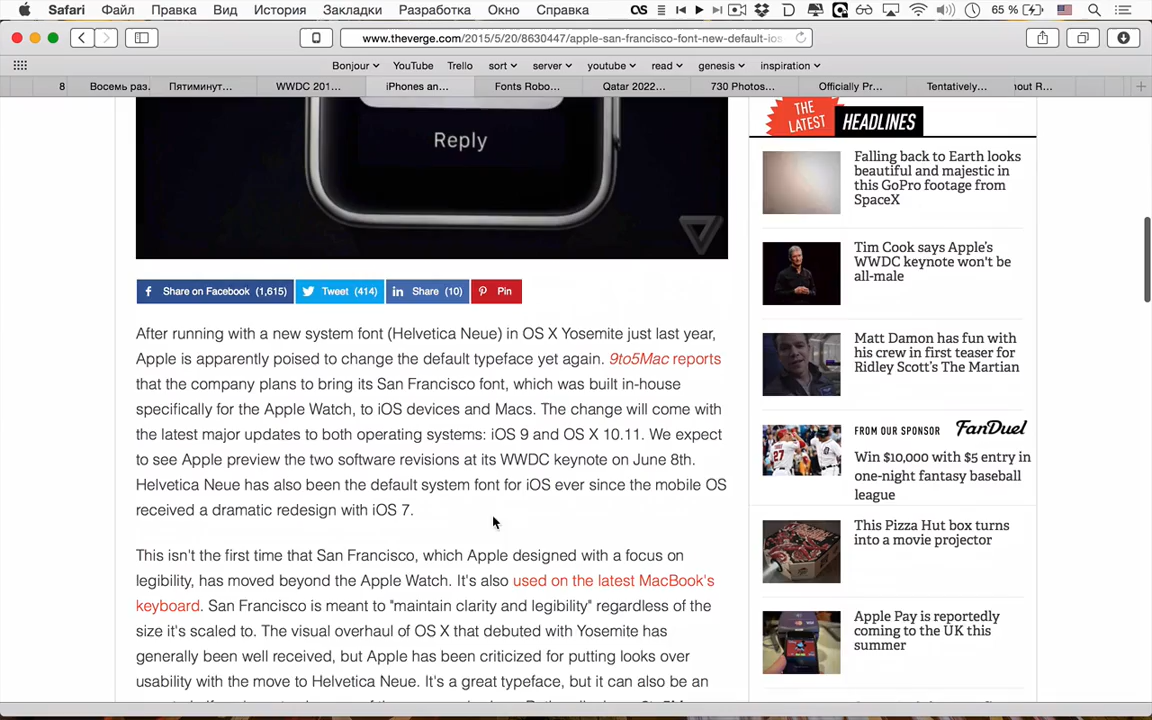 Safari Файл Правка Вид История Закладки Разработка Окно Справка 65 %
www.theverge.com/2015/5/20/8630447/apple-san-francisco-font-new-default-ios-
Bonjour YouTube Trello sort server youtube read genesis inspiration
8 Восемь раз. Пятиминут... WWDC 201... iPhones an... Fonts Robo... Qatar 2022... 730 Photos... Officially Pr... Tentatively... hout R...
Reply
Share on Facebook (1,615) Tweet (414) Share (10) Pin
After running with a new system font (Helvetica Neue) in OS X Yosemite just last year,
Apple is apparently poised to change the default typeface yet again. 9to5Mac reports
that the company plans to bring its San Francisco font, which was built in-house
specifically for the Apple Watch, to iOS devices and Macs. The change will come with
the latest major updates to both operating systems: iOS 9 and OS X 10.11. We expect
to see Apple preview the two software revisions at its WWDC keynote on June 8th.
Helvetica Neue has also been the default system font for iOS ever since the mobile OS
received a dramatic redesign with iOS 7.
This isn't the first time that San Francisco, which Apple designed with a focus on
legibility, has moved beyond the Apple Watch. It's also used on the latest MacBook's
keyboard. San Francisco is meant to "maintain clarity and legibility" regardless of the
size it's scaled to. The visual overhaul of OS X that debuted with Yosemite has
generally been well received, but Apple has been criticized for putting looks over
usability with the move to Helvetica Neue. It's a great typeface, but it can also be an
THE
LATEST
HEADLINES
Falling back to Earth looks
beautiful and majestic in
this GoPro footage from
SpaceX
Tim Cook says Apple's
WWDC keynote won't be
all-male
Matt Damon has fun with
his crew in first teaser for
Ridley Scott's The Martian
FROM OUR SPONSOR FanDuel
Win $10,000 with $5 entry in
one-night fantasy baseball
league
This Pizza Hut box turns
into a movie projector
Apple Pay is reportedly
coming to the UK this
summer